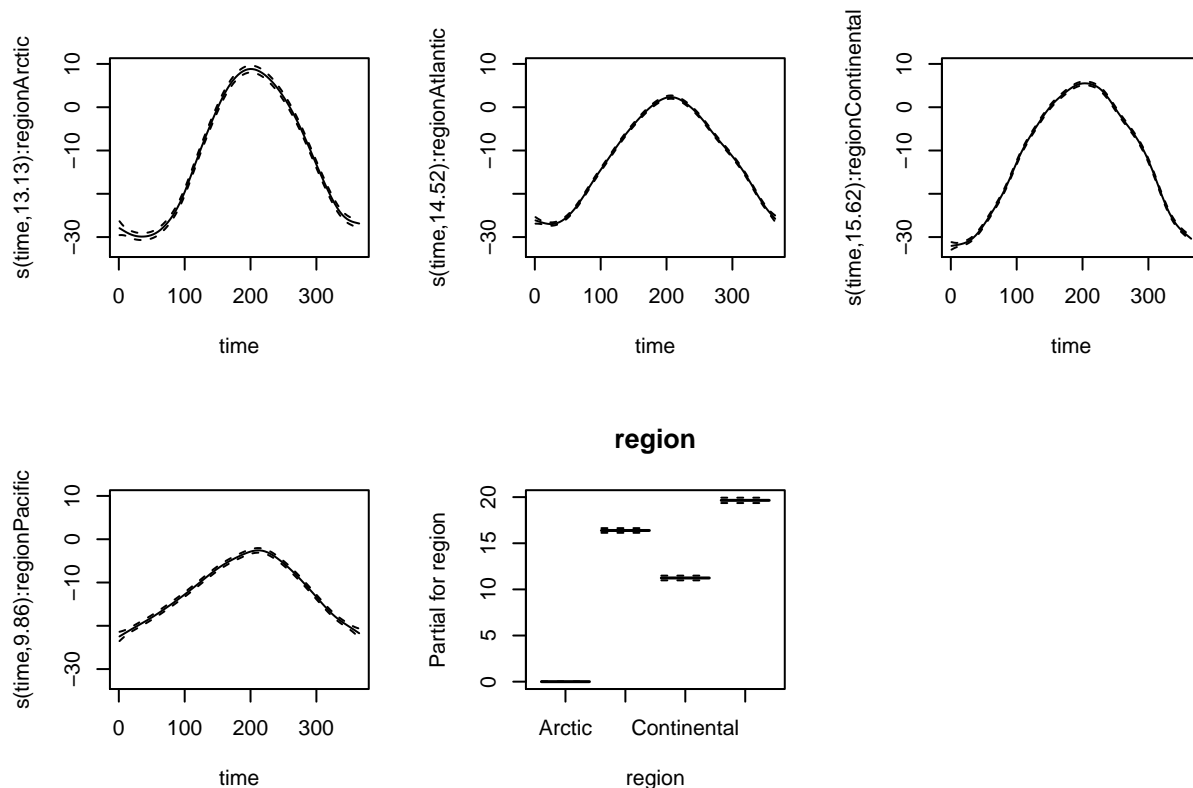 s(time,13.13):regionArctic
10
0
−10
−30
0 100 200 300
time
s(time,14.52):regionAtlantic
10
0
−10
−30
0 100 200 300
time
s(time,15.62):regionContinental
10
0
−10
−30
0 100 200 300
time
s(time,9.86):regionPacific
10
0
−10
−30
0 100 200 300
time
region
Partial for region
20
15
10
5
0
Arctic Continental
region